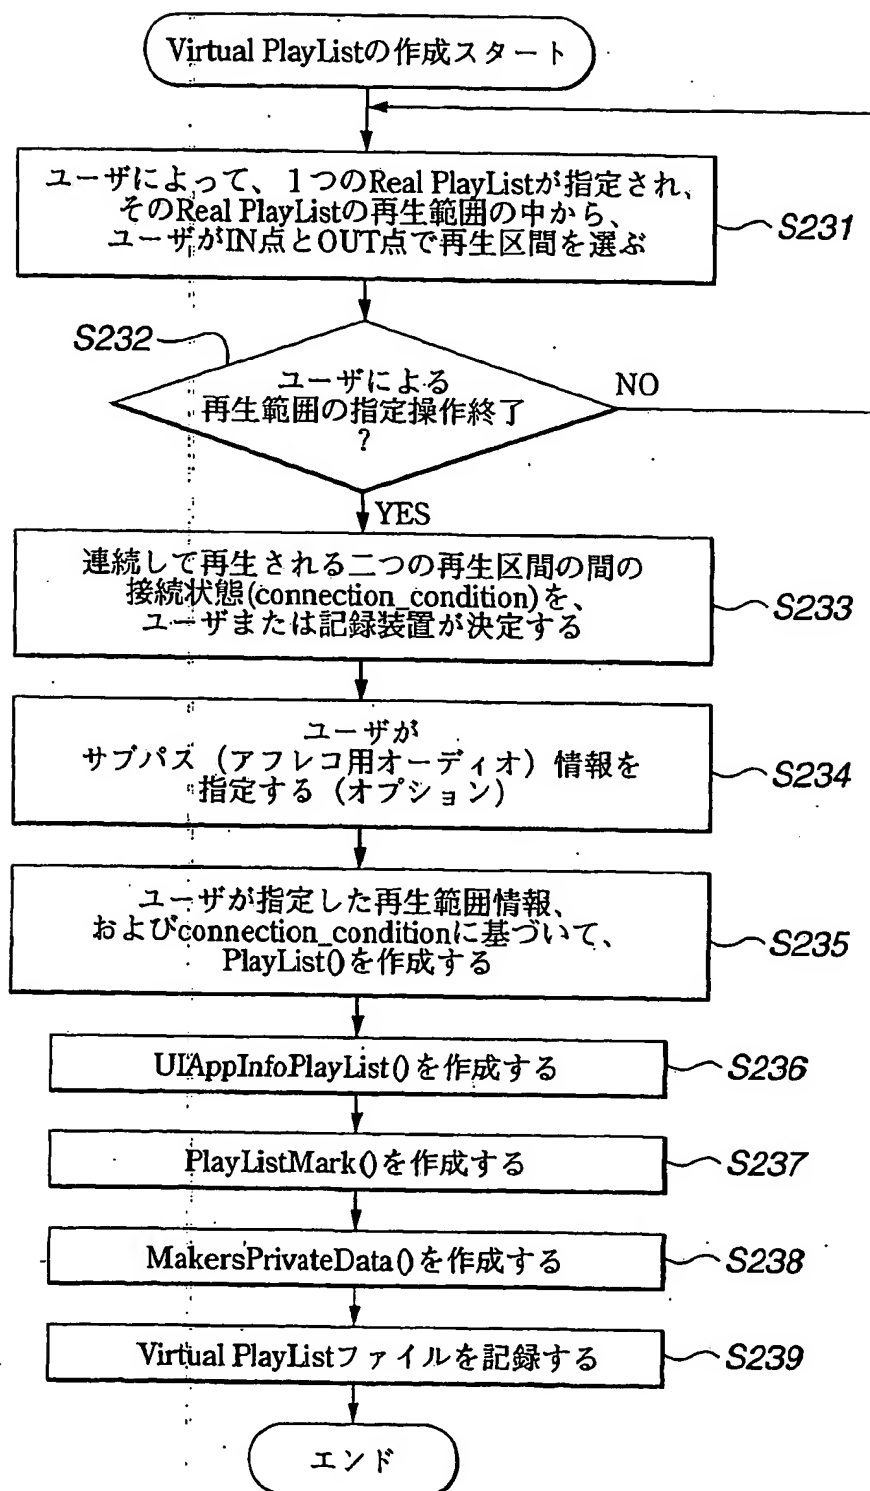 Virtual PlayListの作成スタート
ユーザによって、１つのReal PlayListが指定され、
そのReal PlayListの再生範囲の中から、
ユーザがIN点とOUT点で再生区間を選ぶ
S231
S232
ユーザによる
再生範囲の指定操作終了
?
NO
YES
連続して再生される二つの再生区間の間の
接続状態(connection_condition)を、
ユーザまたは記録装置が決定する
S233
ユーザが
サブパス（アフレコ用オーディオ）情報を
指定する（オプション）
S234
ユーザが指定した再生範囲情報、
およびconnection_conditionに基づいて、
PlayList()を作成する
S235
UIAppInfoPlayList()を作成する
S236
PlayListMark()を作成する
S237
MakersPrivateData()を作成する
S238
Virtual PlayListファイルを記録する
S239
エンド